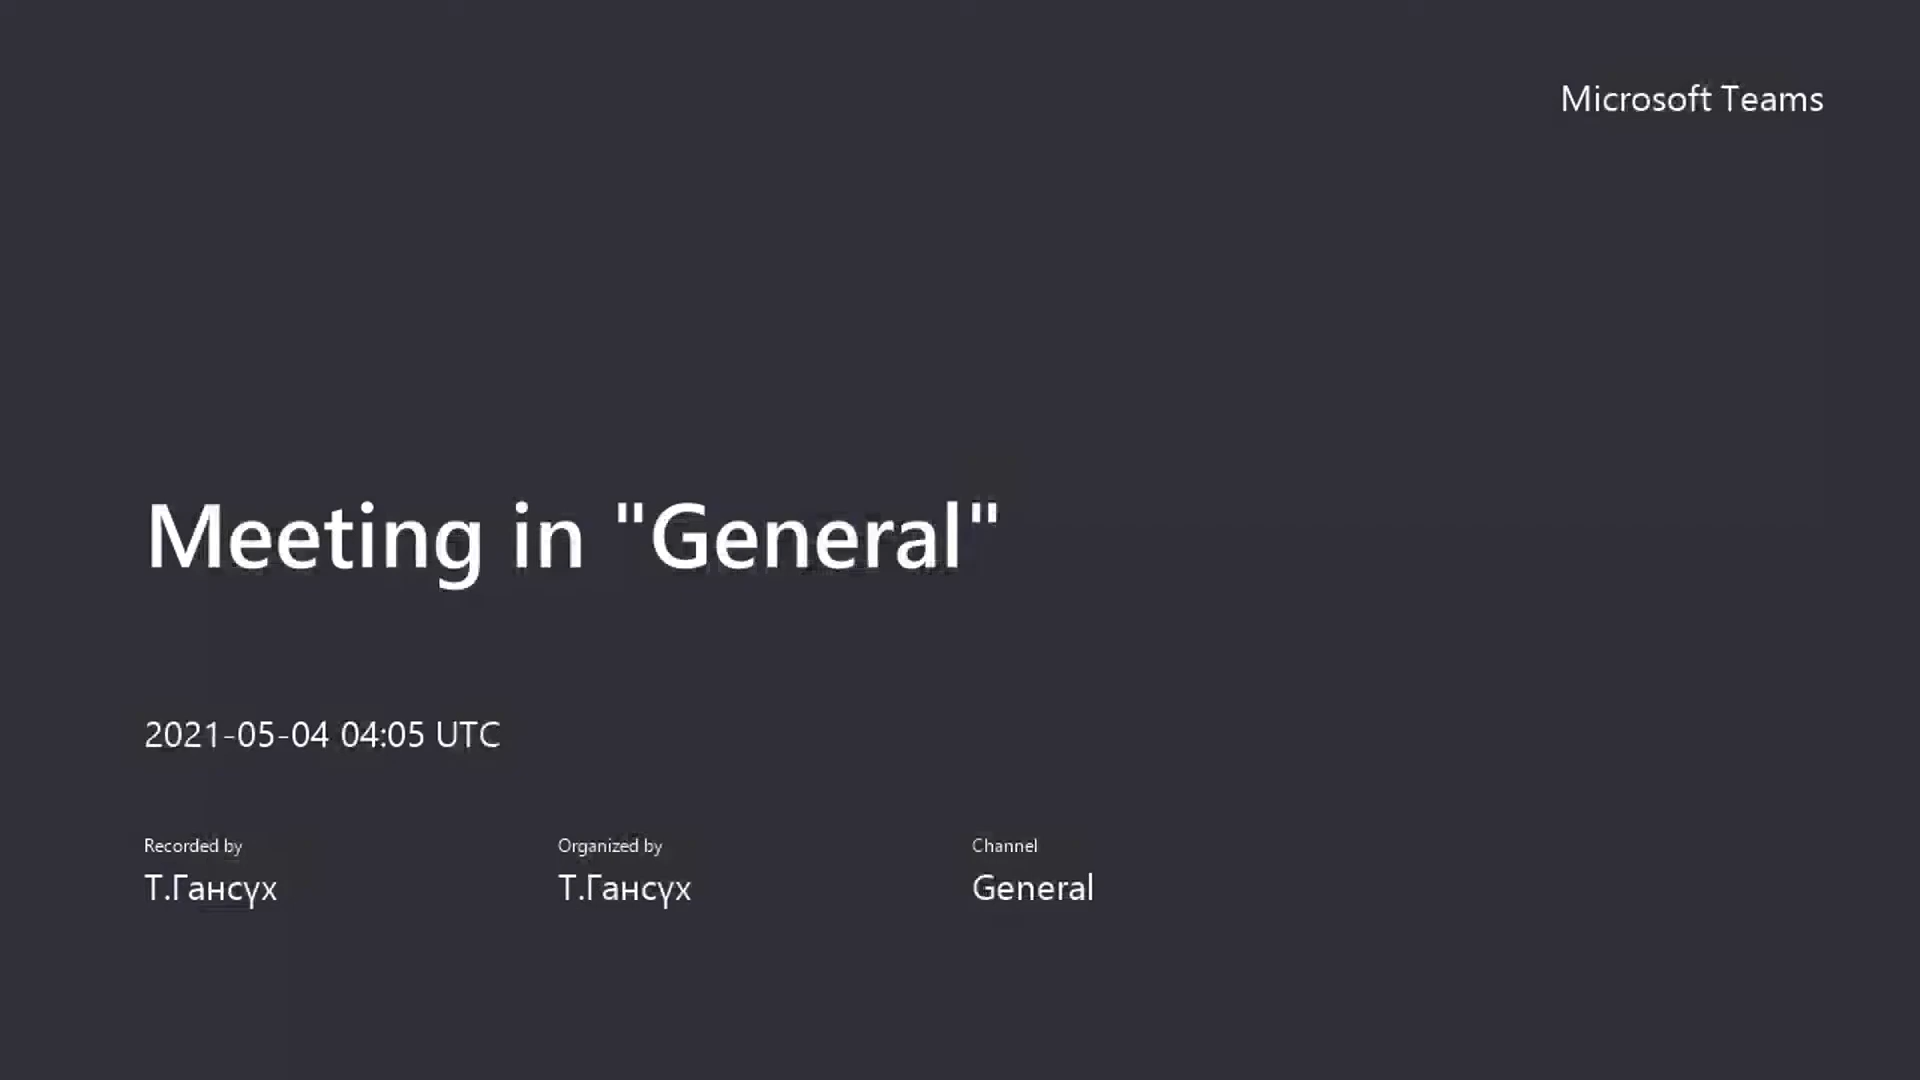 Microsoft Teams
Meeting in "General"
2021-05-04 04:05 UTC
Recorded by
Т.Гансүх
Organized by
Т.Гансүх
Channel
General